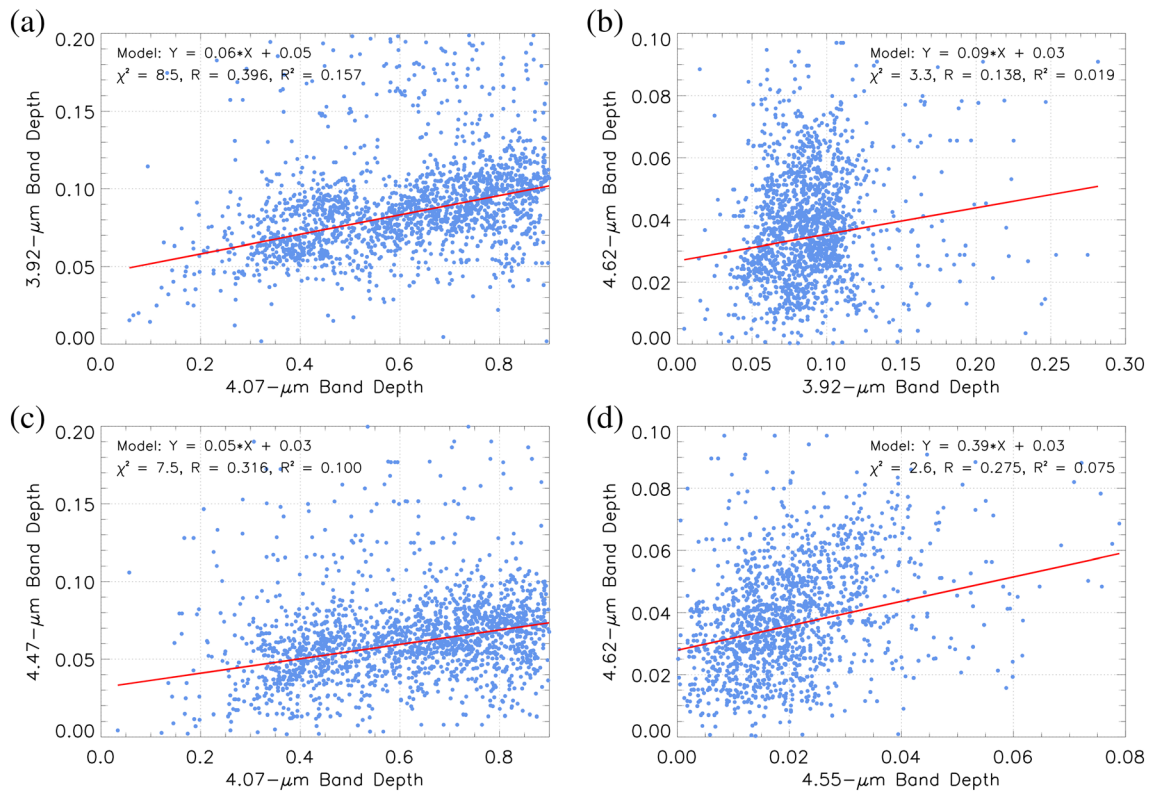 (a)
Model: Y = 0.06*X + 0.05
χ² = 8.5, R = 0.396, R² = 0.157
3.92-μm Band Depth
0.20
0.15
0.10
0.05
0.00
0.0 0.2 0.4 0.6 0.8
4.07-μm Band Depth
(b)
Model: Y = 0.09*X + 0.03
χ² = 3.3, R = 0.138, R² = 0.019
4.62-μm Band Depth
0.10
0.08
0.06
0.04
0.02
0.00
0.00 0.05 0.10 0.15 0.20 0.25 0.30
3.92-μm Band Depth
(c)
Model: Y = 0.05*X + 0.03
χ² = 7.5, R = 0.316, R² = 0.100
4.47-μm Band Depth
0.20
0.15
0.10
0.05
0.00
0.0 0.2 0.4 0.6 0.8
4.07-μm Band Depth
(d)
Model: Y = 0.39*X + 0.03
χ² = 2.6, R = 0.275, R² = 0.075
4.62-μm Band Depth
0.10
0.08
0.06
0.04
0.02
0.00
0.00 0.02 0.04 0.06 0.08
4.55-μm Band Depth